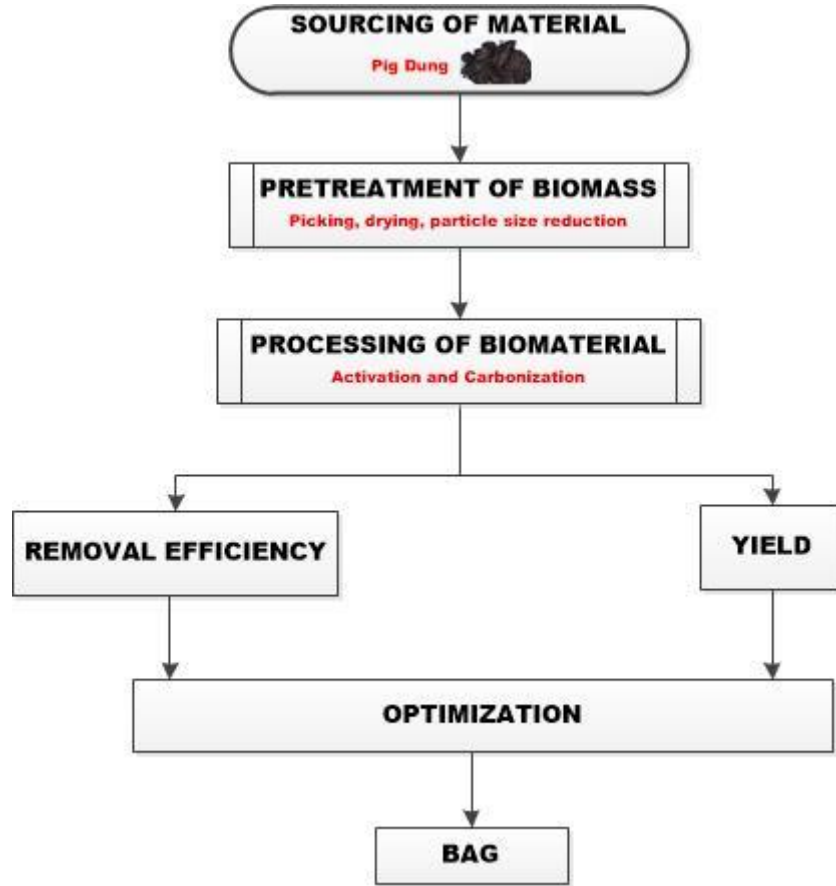 SOURCING OF MATERIAL
Pig Dung
PRETREATMENT OF BIOMASS
Picking, drying, particle size reduction
PROCESSING OF BIOMATERIAL
Activation and Carbonization
REMOVAL EFFICIENCY
YIELD
OPTIMIZATION
BAG